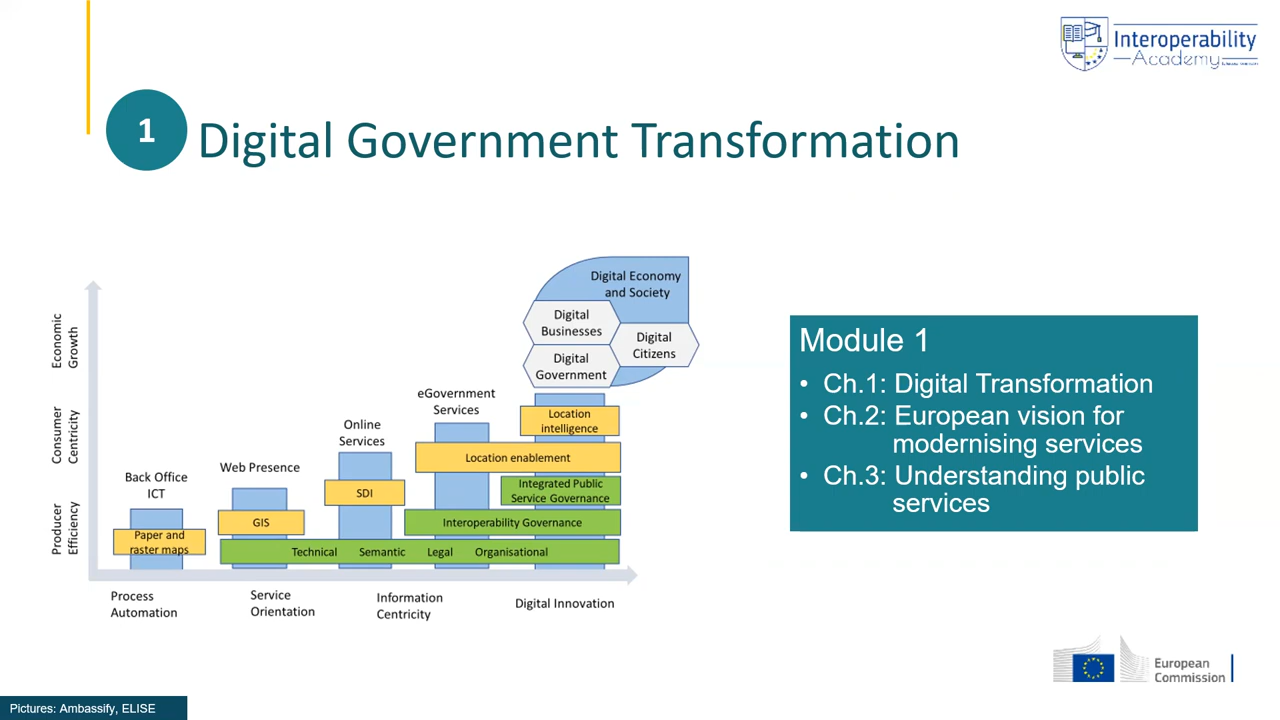 Interoperability
Academy
1
Digital Government Transformation
Economic
Growth
Consumer
Centricity
Producer
Efficiency
Digital Economy
and Society
Digital
Businesses
Digital
Citizens
Digital
Government
eGovernment
Services
Location
intelligence
Online
Services
Location enablement
Web Presence
Back Office
ICT
SDI
Integrated Public
Service Governance
GIS
Interoperability Governance
Paper and
raster maps
Technical Semantic Legal Organisational
Process
Automation
Service
Orientation
Information
Centricity
Digital Innovation
Module 1
• Ch.1: Digital Transformation
• Ch.2: European vision for
modernising services
• Ch.3: Understanding public
services
European
Commission
Pictures: Ambassify, ELISE